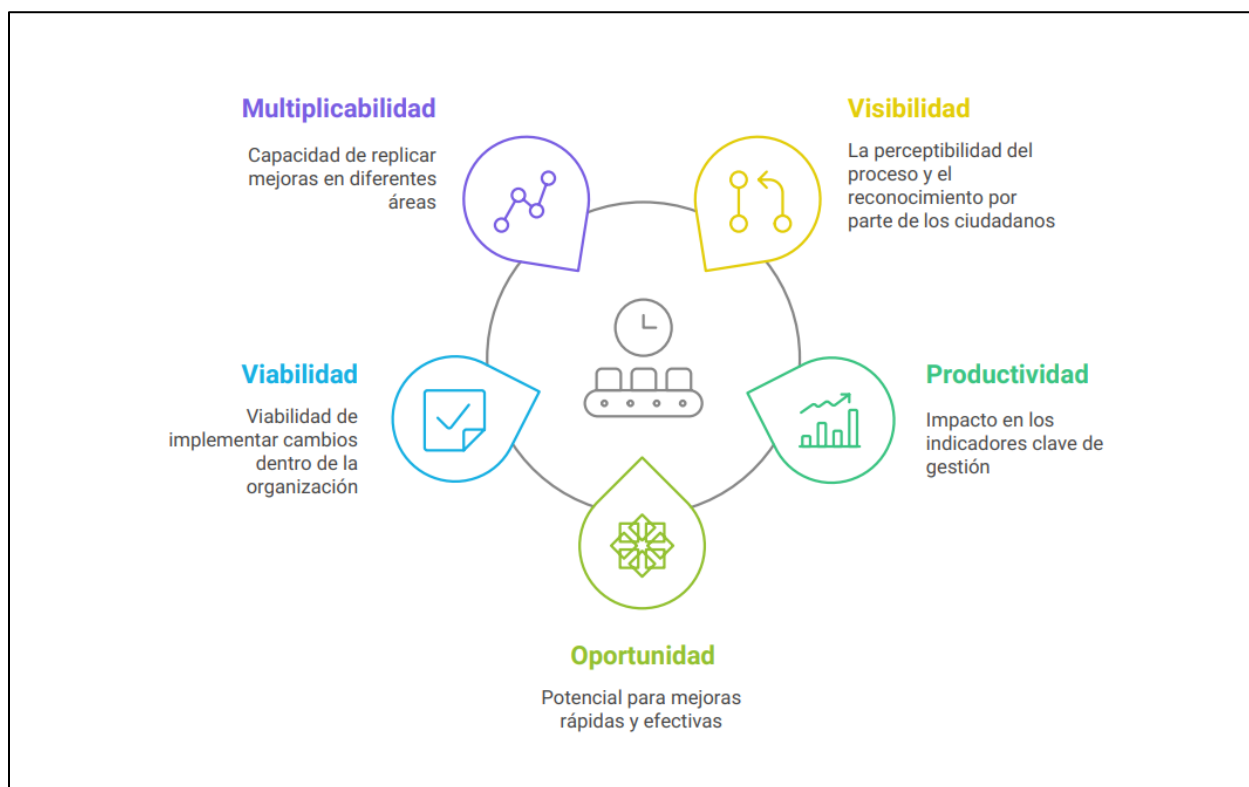 Multiplicabilidad
Capacidad de replicar
mejoras en diferentes
áreas
Visibilidad
La perceptibilidad del
proceso y el
reconocimiento por
parte de los ciudadanos
Viabilidad
Viabilidad de
implementar cambios
dentro de la
organización
Productividad
Impacto en los
indicadores clave de
gestión
Oportunidad
Potencial para mejoras
rápidas y efectivas